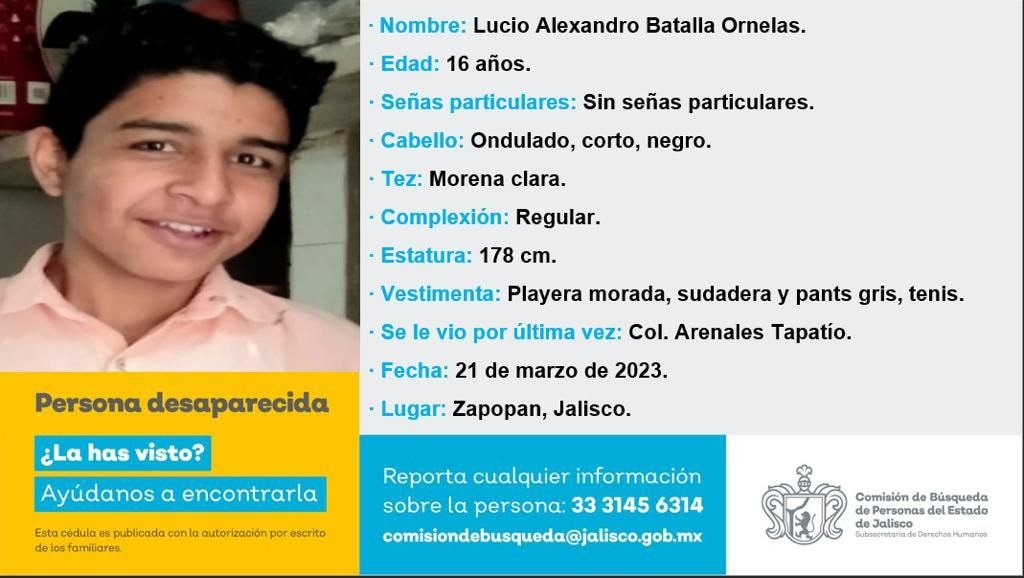 · Nombre: Lucio Alexandro Batalla Ornelas.
· Edad: 16 años.
· Señas particulares: Sin señas particulares.
· Cabello: Ondulado, corto, negro.
· Tez: Morena clara.
· Complexión: Regular.
· Estatura: 178 cm.
· Vestimenta: Playera morada, sudadera y pants gris, tenis.
· Se le vio por última vez: Col. Arenales Tapatío.
· Fecha: 21 de marzo de 2023.
· Lugar: Zapopan, Jalisco.
Persona desaparecida
¿La has visto?
Ayúdanos a encontrarla
Esta cédula es publicada con la autorización por escrito
de los familiares.
Reporta cualquier información
sobre la persona: 33 3145 6314
comisiondebusqueda@jalisco.gob.mx
Comisión de Búsqueda
de Personas del Estado
de Jalisco
Subsecretaría de Derechos Humanos